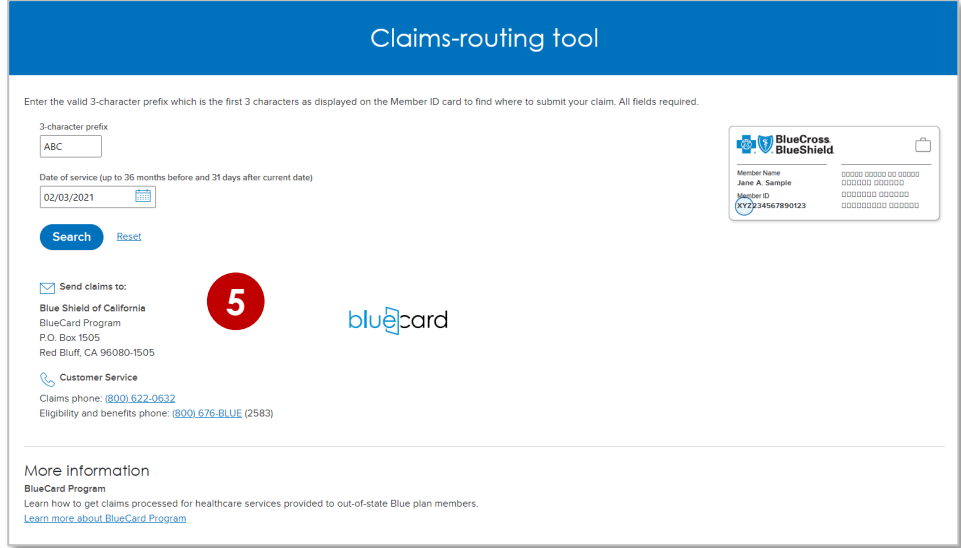 Claims-routing tool
Enter the valid 3-character prefix which is the first 3 characters as displayed on the Member ID card to find where to submit your claim. All fields required.
3-character prefix
ABC
Date of service (up to 36 months before and 31 days after current date)
02/03/2021
Search
Reset
BlueCross
BlueShield
Member Name
Jane A. Sample
Member ID
XYZ234567890123
Send claims to:
Blue Shield of California
BlueCard Program
P.O. Box 1505
Red Bluff, CA 96080-1505
5
bluecard
Customer Service
Claims phone: (800) 622-0632
Eligibility and benefits phone: (800) 676-BLUE (2583)
More information
BlueCard Program
Learn how to get claims processed for healthcare services provided to out-of-state Blue plan members.
Learn more about BlueCard Program